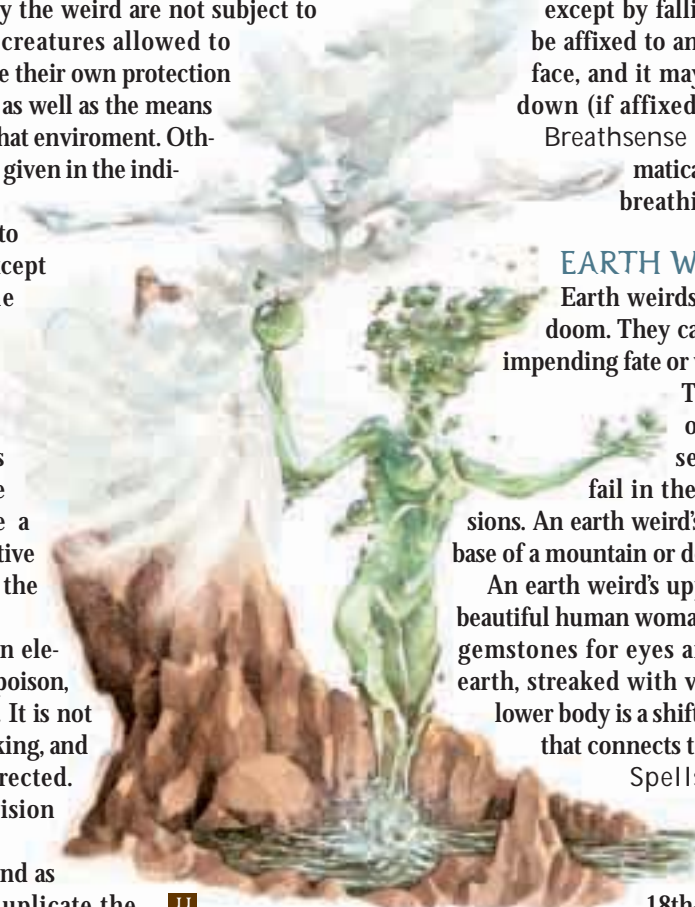 y the weird are not subject to
creatures allowed to
e their own protection
as well as the means
hat enviroment. Oth-
given in the indi-
to
cept
e
s
e
e a
tive
the
n ele-
poison,
. It is not
king, and
rected.
ision
nd as
uplicate the
except by falli
be affixed to an
face, and it may
down (if affixed
Breathsense
matica
breathi
EARTH W
Earth weirds
doom. They ca
impending fate or
T
o
se
fail in the
sions. An earth weird's
base of a mountain or d
An earth weird's up
beautiful human woma
gemstones for eyes a
earth, streaked with v
lower body is a shift
that connects t
Spells
18th